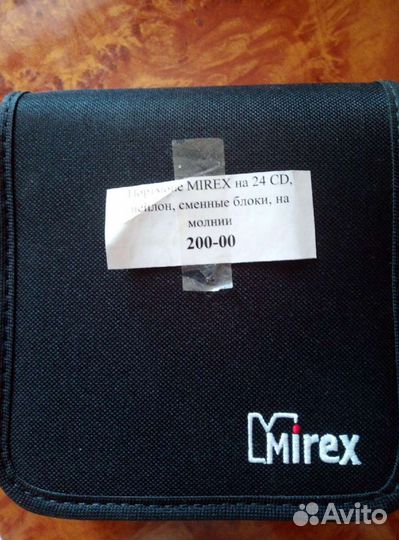 Портмоне MIREX на 24 CD,
нейлон, сменные блоки, на
молнии
200-00
Mirex
Avito